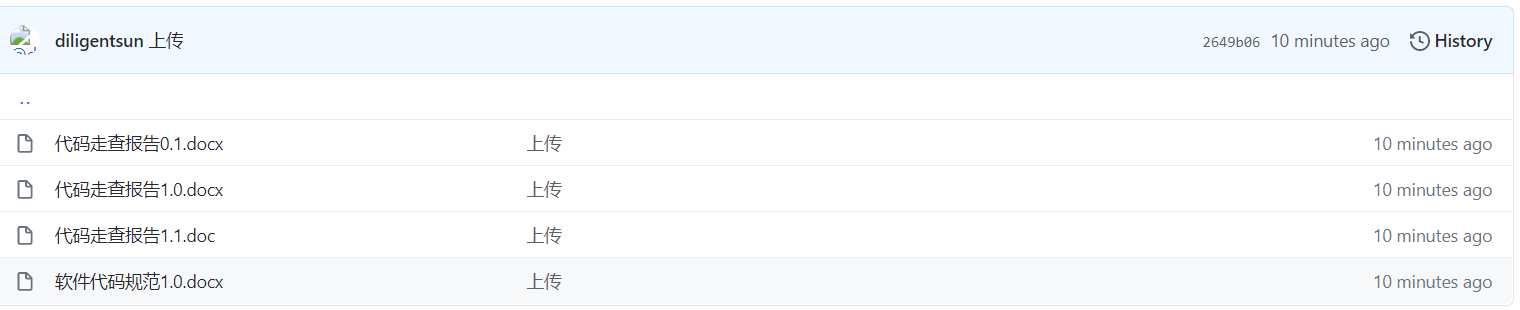 diligentsun 上传 2649b06 10 minutes ago History
..
代码走查报告0.1.docx 上传 10 minutes ago
代码走查报告1.0.docx 上传 10 minutes ago
代码走查报告1.1.doc 上传 10 minutes ago
软件代码规范1.0.docx 上传 10 minutes ago